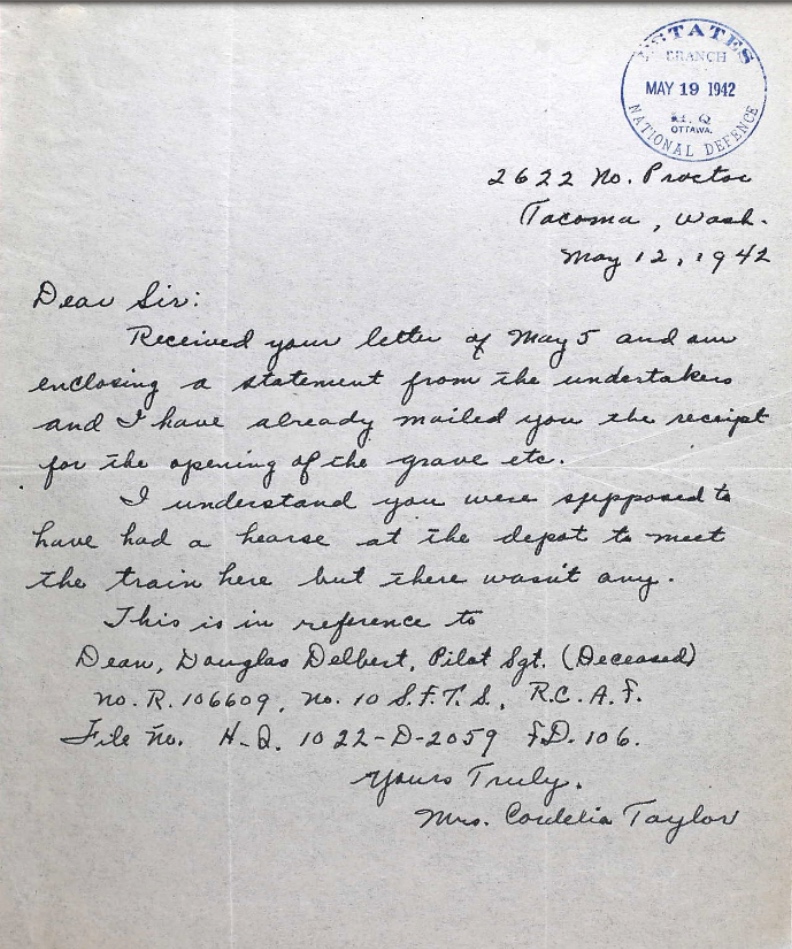 ESTATES
BRANCH
MAY 19 1942
H. Q.
OTTAWA.
NATIONAL DEFENCE
2622 No. Proctor
Tacoma, Wash.
May 12, 1942
Dear Sir:
Received your letter of May 5 and am
enclosing a statement from the undertakers
and I have already mailed you the receipt
for the opening of the grave etc.
I understand you were supposed to
have had a hearse at the depot to meet
the train here but there wasn't any.
This is in reference to
Dean, Douglas Delbert, Pilot Sgt. (Deceased)
No. R. 106609, No. 10 S.F.T.S., R.C.A.F.
File No. H-Q. 1022-D-2059 F.D. 106.
Yours Truly.
Mrs. Cordelia Taylor